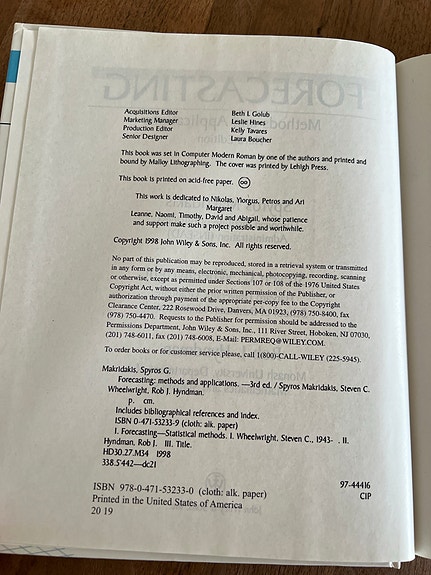 Acquisitions Editor Beth L Golub
Marketing Manager Leslie Hines
Production Editor Kelly Tavares
Senior Designer Laura Boucher
This book was set in Computer Modern Roman by one of the authors and printed and
bound by Malloy Lithographing. The cover was printed by Lehigh Press.
This book is printed on acid-free paper. ∞
This work is dedicated to Nikolas, Yiorgus, Petros and Ari
Margaret
Leanne, Naomi, Timothy, David and Abigail, whose patience
and support make such a project possible and worthwhile.
Copyright 1998 John Wiley & Sons, Inc. All rights reserved.
No part of this publication may be reproduced, stored in a retrieval system or transmitted
in any form or by any means, electronic, mechanical, photocopying, recording, scanning
or otherwise, except as permitted under Sections 107 or 108 of the 1976 United States
Copyright Act, without either the prior written permission of the Publisher, or
authorization through payment of the appropriate per-copy fee to the Copyright
Clearance Center, 222 Rosewood Drive, Danvers, MA 01923, (978) 750-8400, fax
(978) 750-4470. Requests to the Publisher for permission should be addressed to the
Permissions Department, John Wiley & Sons, Inc., 111 River Street, Hoboken, NJ 07030,
(201) 748-6011, fax (201) 748-6008, E-Mail: PERMREQ@WILEY.COM.
To order books or for customer service please, call 1(800)-CALL-WILEY (225-5945).
Makridakis, Spyros G.
Forecasting: methods and applications. —3rd ed. / Spyros Makridakis, Steven C.
Wheelwright, Rob J. Hyndman.
p. cm.
Includes bibliographical references and index.
ISBN 0-471-53233-9 (cloth: alk. paper)
I. Forecasting—Statistical methods. I. Wheelwright, Steven C., 1943- . II.
Hyndman, Rob J. III. Title.
HD30.27.M34 1998
338.5'442—dc21
97-44416
CIP
ISBN 978-0-471-53233-0 (cloth: alk. paper)
Printed in the United States of America
20 19